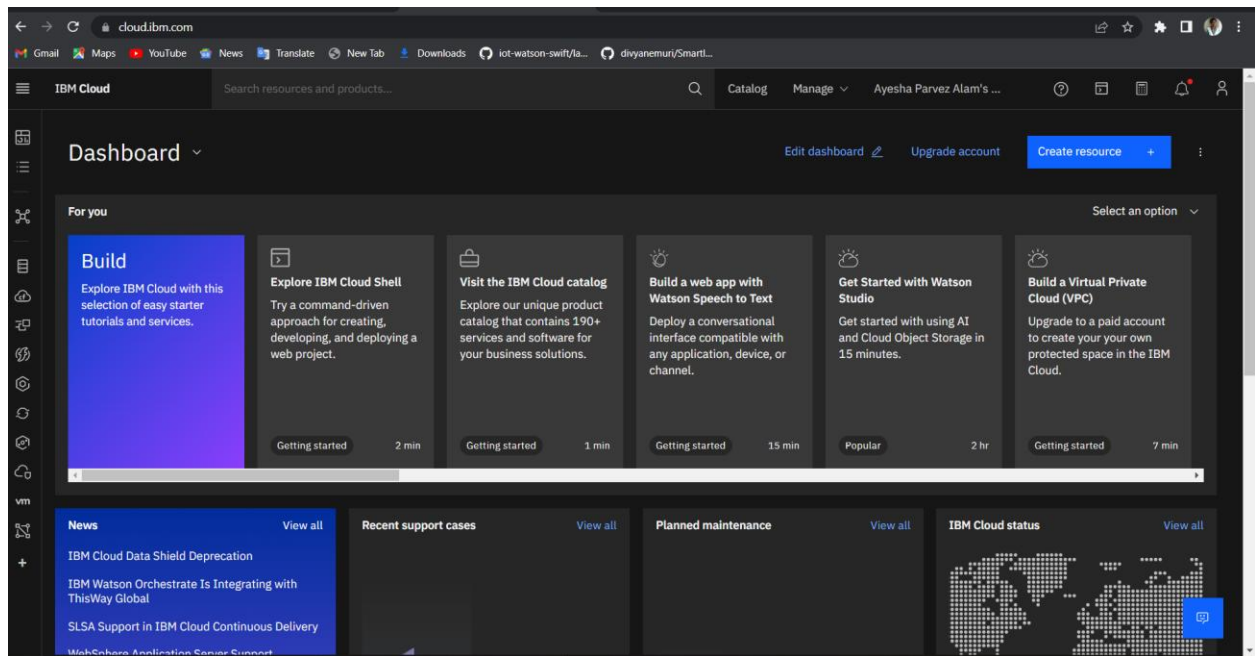 cloud.ibm.com
Gmail Maps YouTube News Translate New Tab Downloads iot-watson-swift/la... divyanemuri/Smartl...
IBM Cloud Search resources and products... Catalog Manage Ayesha Parvez Alam's ...
Dashboard Edit dashboard Upgrade account Create resource +
For you Select an option
Build
Explore IBM Cloud with this
selection of easy starter
tutorials and services.
Explore IBM Cloud Shell
Try a command-driven
approach for creating,
developing, and deploying a
web project.
Getting started 2 min
Visit the IBM Cloud catalog
Explore our unique product
catalog that contains 190+
services and software for
your business solutions.
Getting started 1 min
Build a web app with
Watson Speech to Text
Deploy a conversational
interface compatible with
any application, device, or
channel.
Getting started 15 min
Get Started with Watson
Studio
Get started with using AI
and Cloud Object Storage in
15 minutes.
Popular 2 hr
Build a Virtual Private
Cloud (VPC)
Upgrade to a paid account
to create your your own
protected space in the IBM
Cloud.
Getting started 7 min
vm
News View all
IBM Cloud Data Shield Deprecation
IBM Watson Orchestrate Is Integrating with
ThisWay Global
SLSA Support in IBM Cloud Continuous Delivery
WebSphere Application Server Support
Recent support cases View all
Planned maintenance View all
IBM Cloud status View all